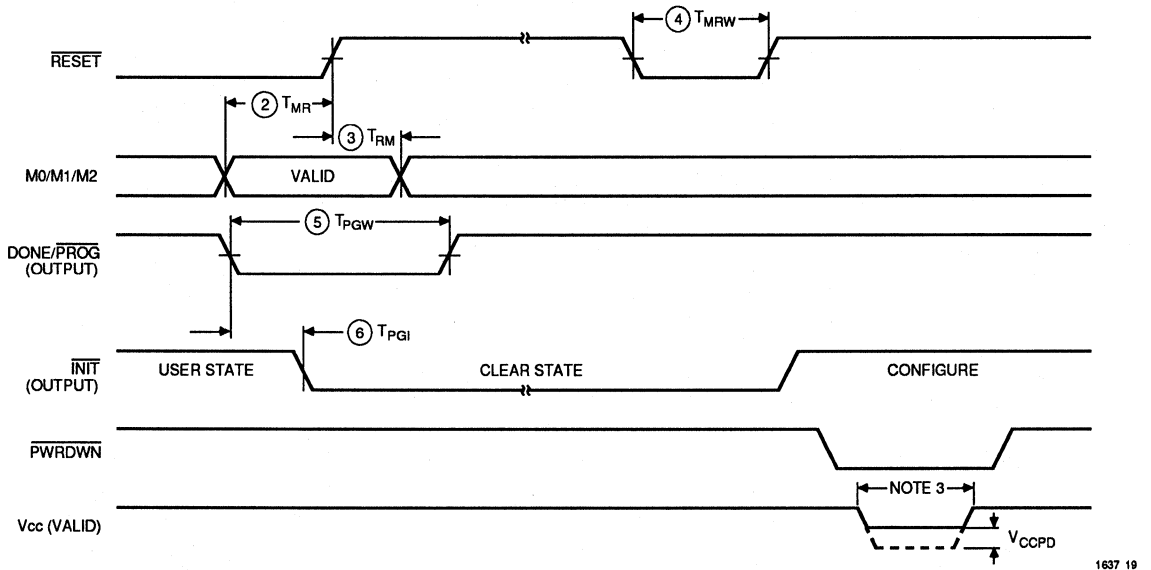 ④ TMRW
RESET
② TMR
③ TRM
M0/M1/M2
VALID
⑤ TPGW
DONE/PROG
(OUTPUT)
⑥ TPGI
INIT
(OUTPUT)
USER STATE
CLEAR STATE
CONFIGURE
PWRDWN
NOTE 3
Vcc (VALID)
VCCPD
1637 19